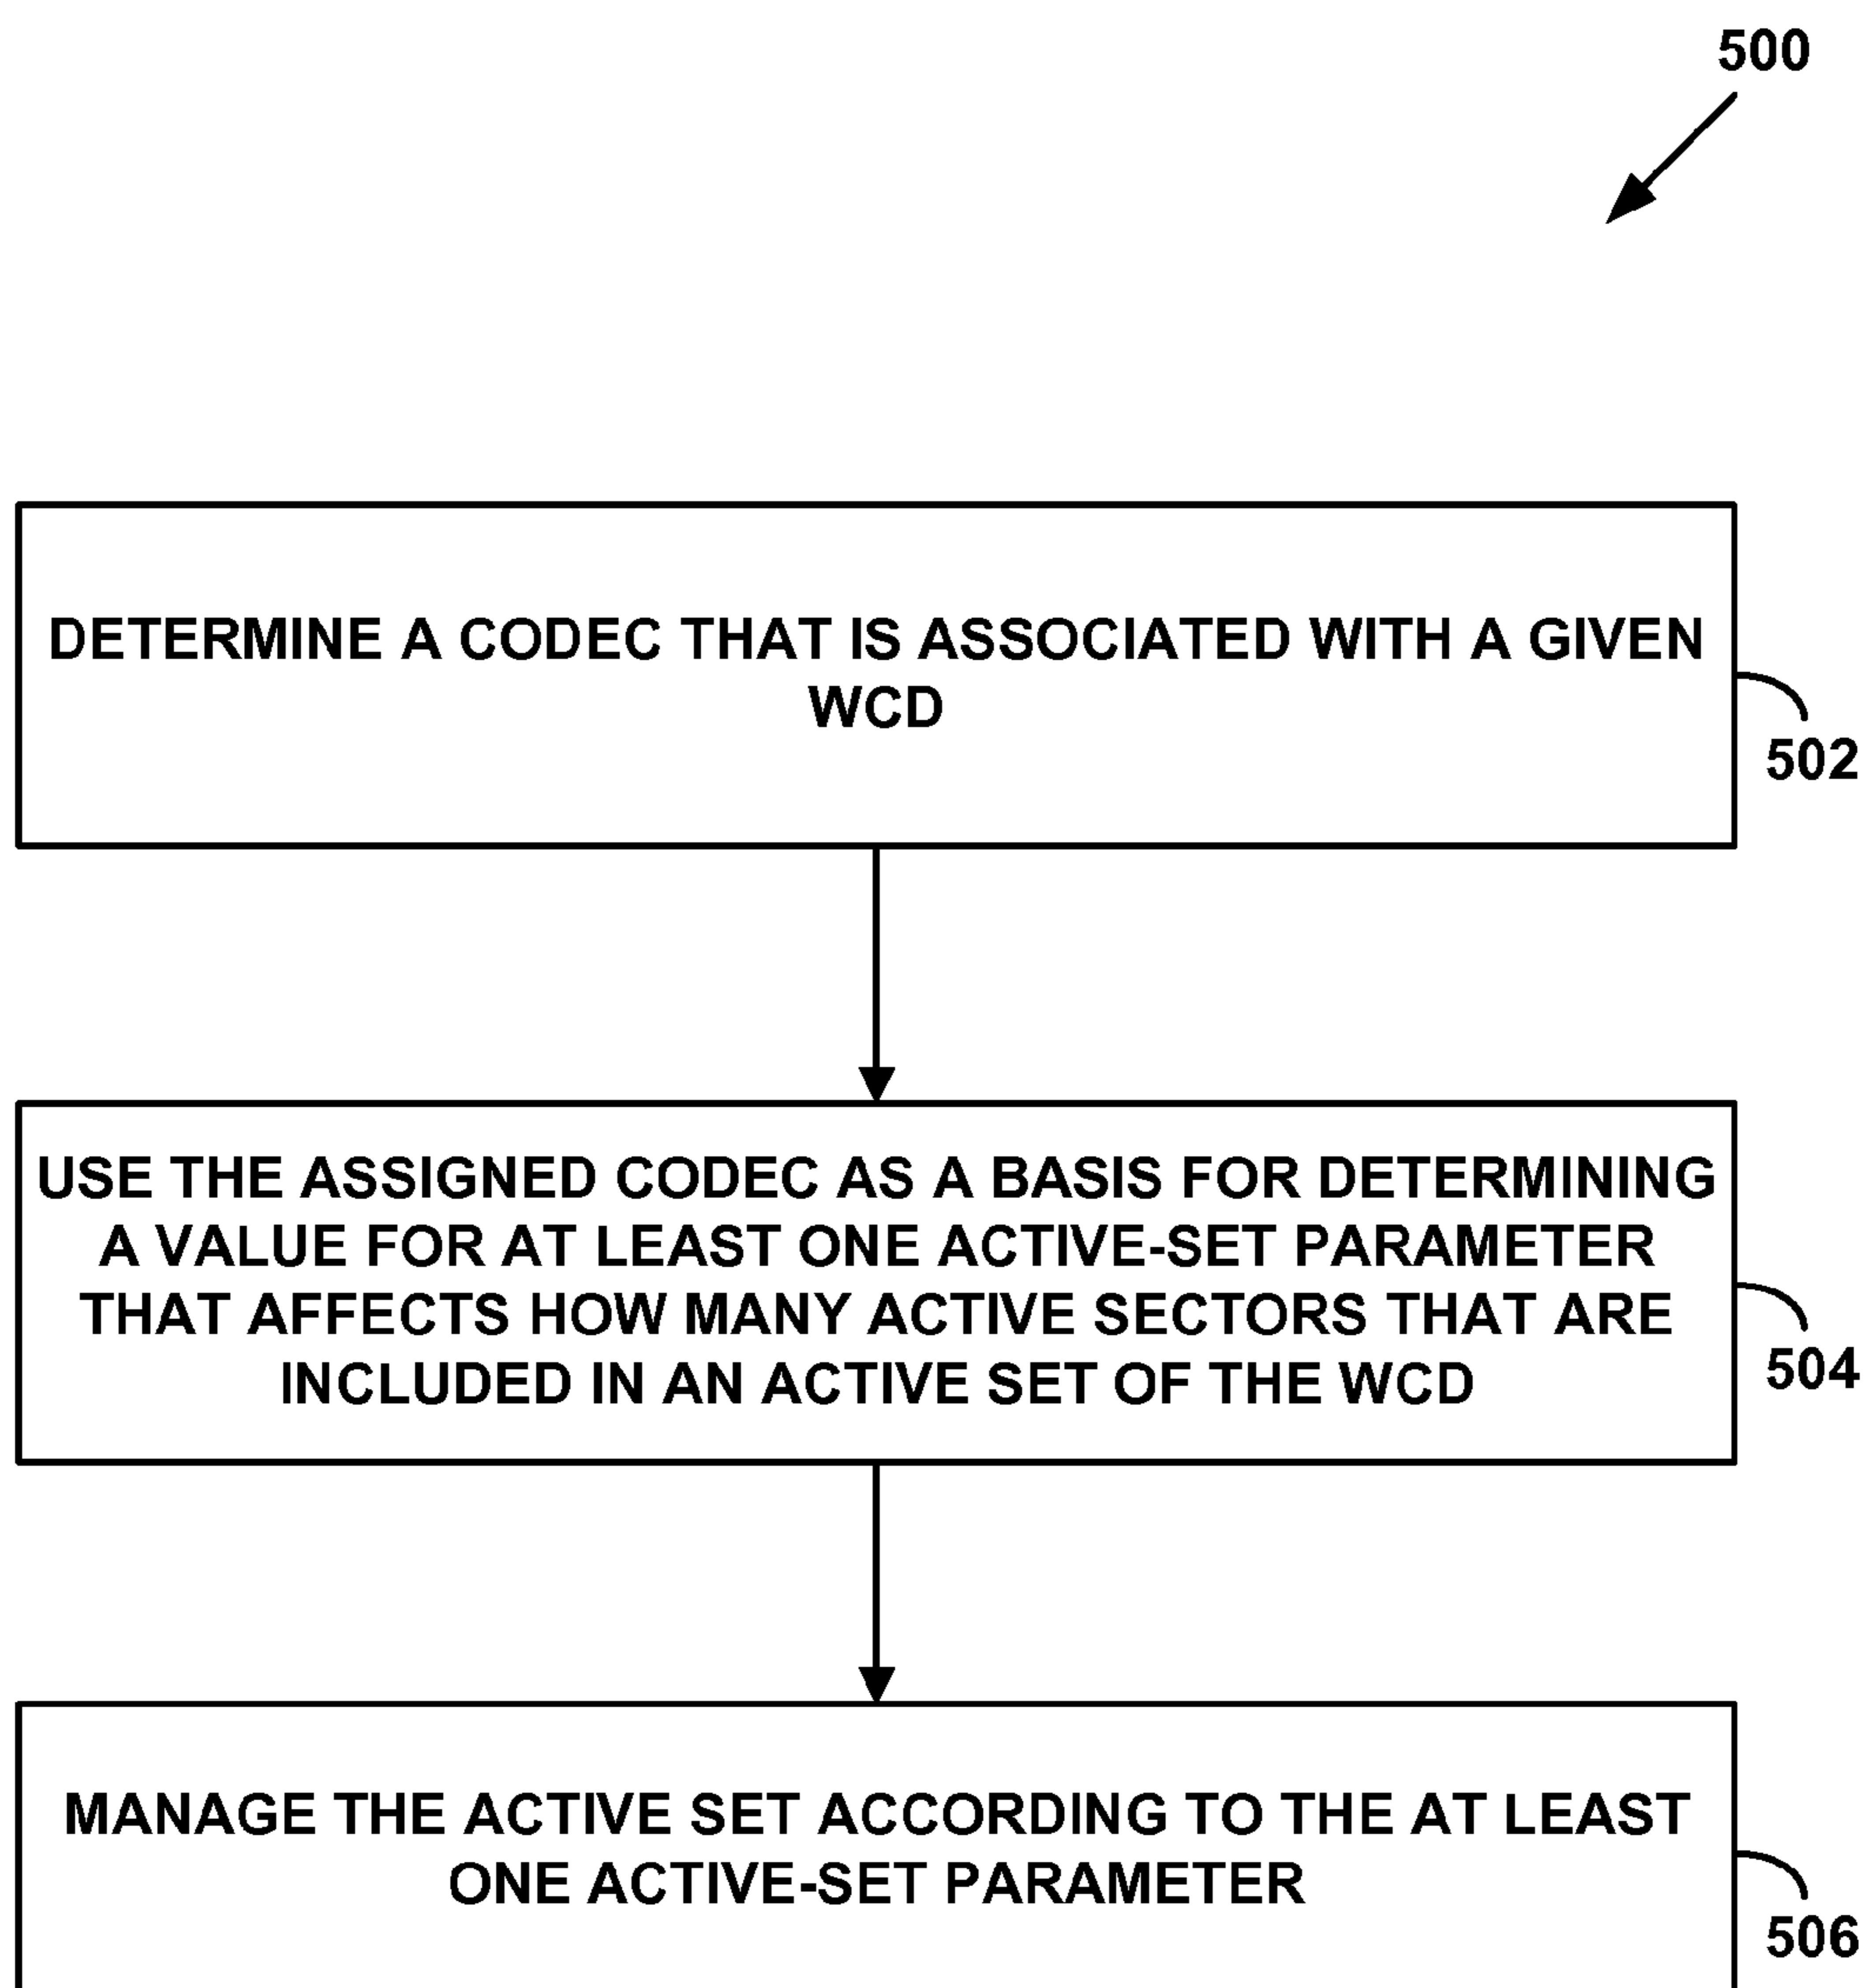 500
DETERMINE A CODEC THAT IS ASSOCIATED WITH A GIVEN
WCD
502
USE THE ASSIGNED CODEC AS A BASIS FOR DETERMINING
A VALUE FOR AT LEAST ONE ACTIVE-SET PARAMETER
THAT AFFECTS HOW MANY ACTIVE SECTORS THAT ARE
INCLUDED IN AN ACTIVE SET OF THE WCD
504
MANAGE THE ACTIVE SET ACCORDING TO THE AT LEAST
ONE ACTIVE-SET PARAMETER
506